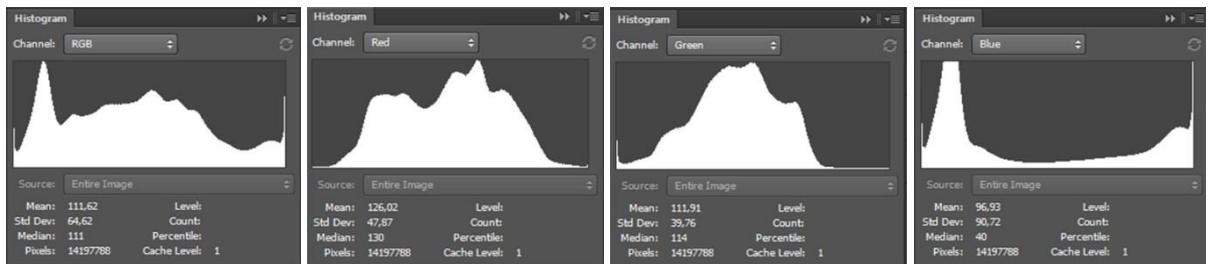 Histogram
Channel: RGB
Source: Entire Image
Mean: 111,62 Level:
Std Dev: 64,62 Count:
Median: 111 Percentile:
Pixels: 14197788 Cache Level: 1
Histogram
Channel: Red
Source: Entire Image
Mean: 126,02 Level:
Std Dev: 47,87 Count:
Median: 130 Percentile:
Pixels: 14197788 Cache Level: 1
Histogram
Channel: Green
Source: Entire Image
Mean: 111,91 Level:
Std Dev: 39,76 Count:
Median: 114 Percentile:
Pixels: 14197788 Cache Level: 1
Histogram
Channel: Blue
Source: Entire Image
Mean: 96,93 Level:
Std Dev: 90,72 Count:
Median: 40 Percentile:
Pixels: 14197788 Cache Level: 1